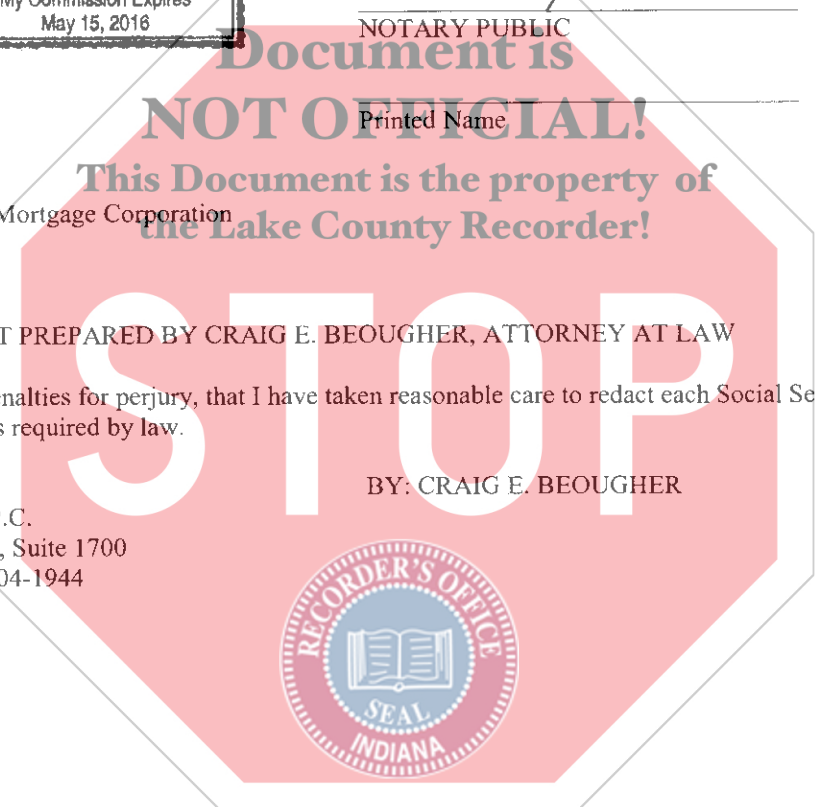 My Commission Expires
May 15, 2016
NOTARY PUBLIC
Document is
NOT OFFICIAL!
Printed Name
This Document is the property of
Mortgage Corporation
the Lake County Recorder!
PREPARED BY CRAIG E. BEOUGHER, ATTORNEY AT LAW
penalties for perjury, that I have taken reasonable care to redact each Social
required by law.
STOP
BY: CRAIG E. BEOUGHER
P.C.
, Suite 1700
04-1944
RECORDER'S OFFICE
SEAL
INDIANA